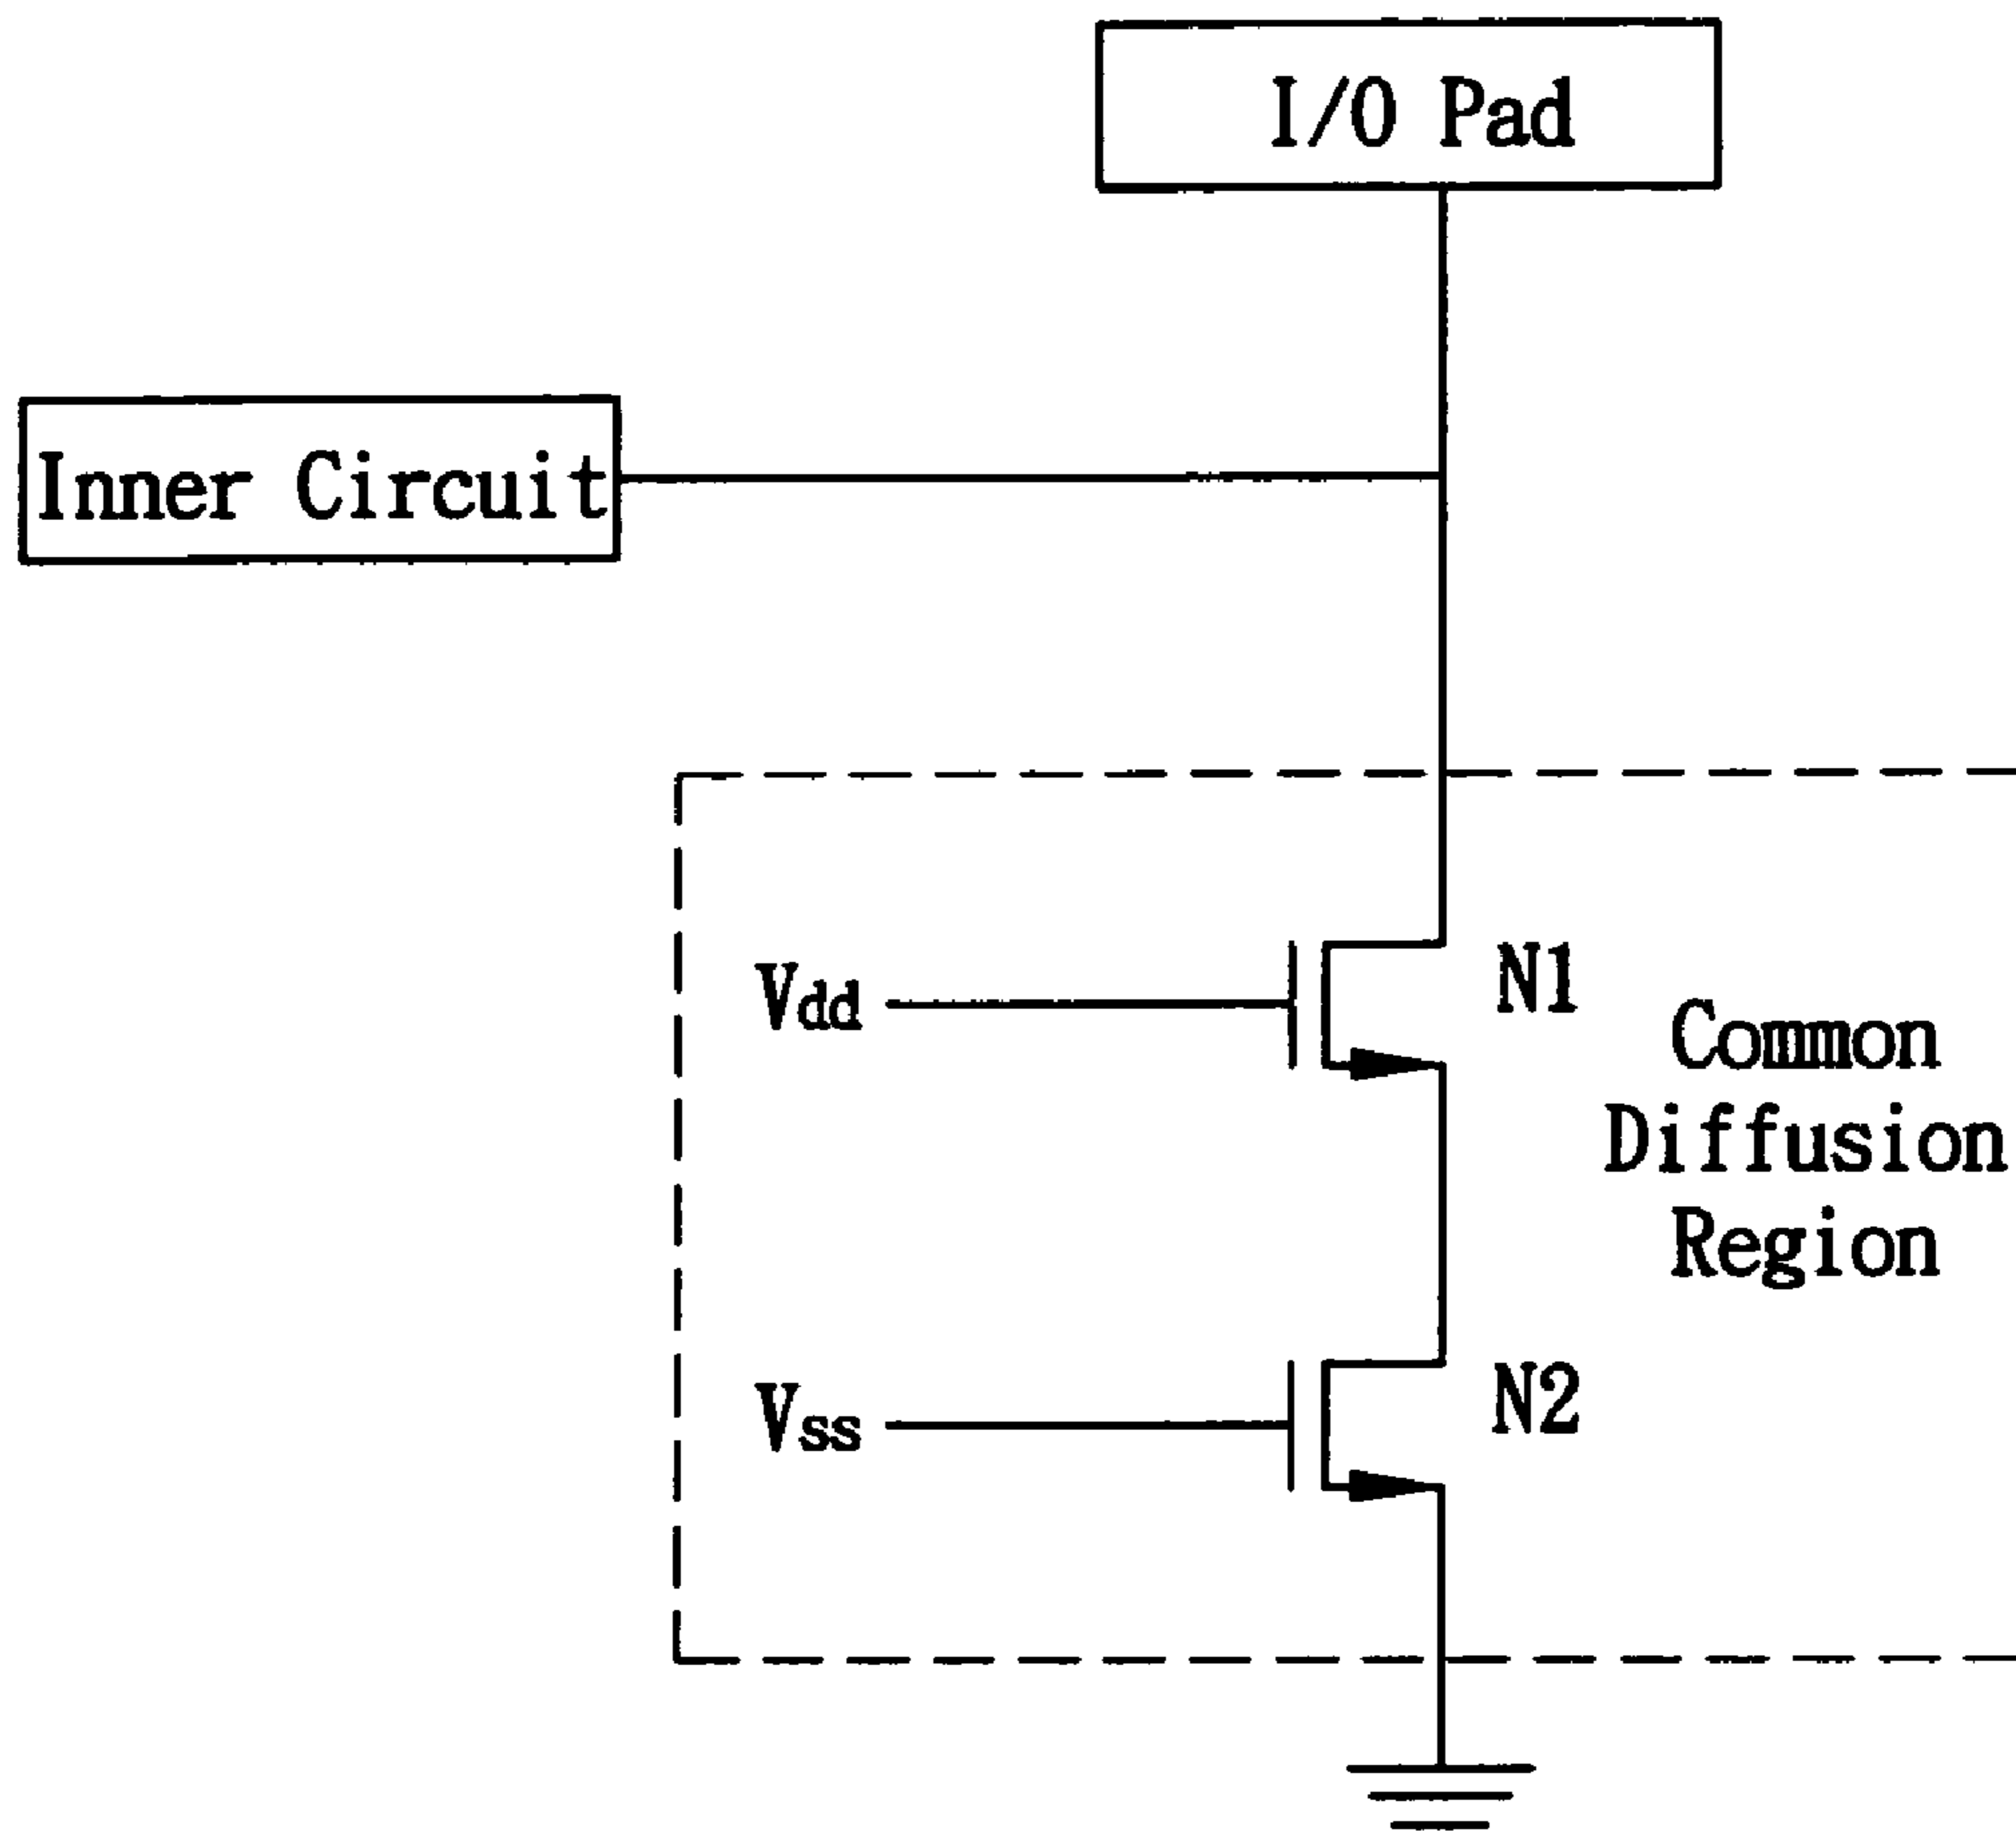 I/O Pad
Inner Circuit
Vdd
N1
Common
Diffusion
Region
Vss
N2